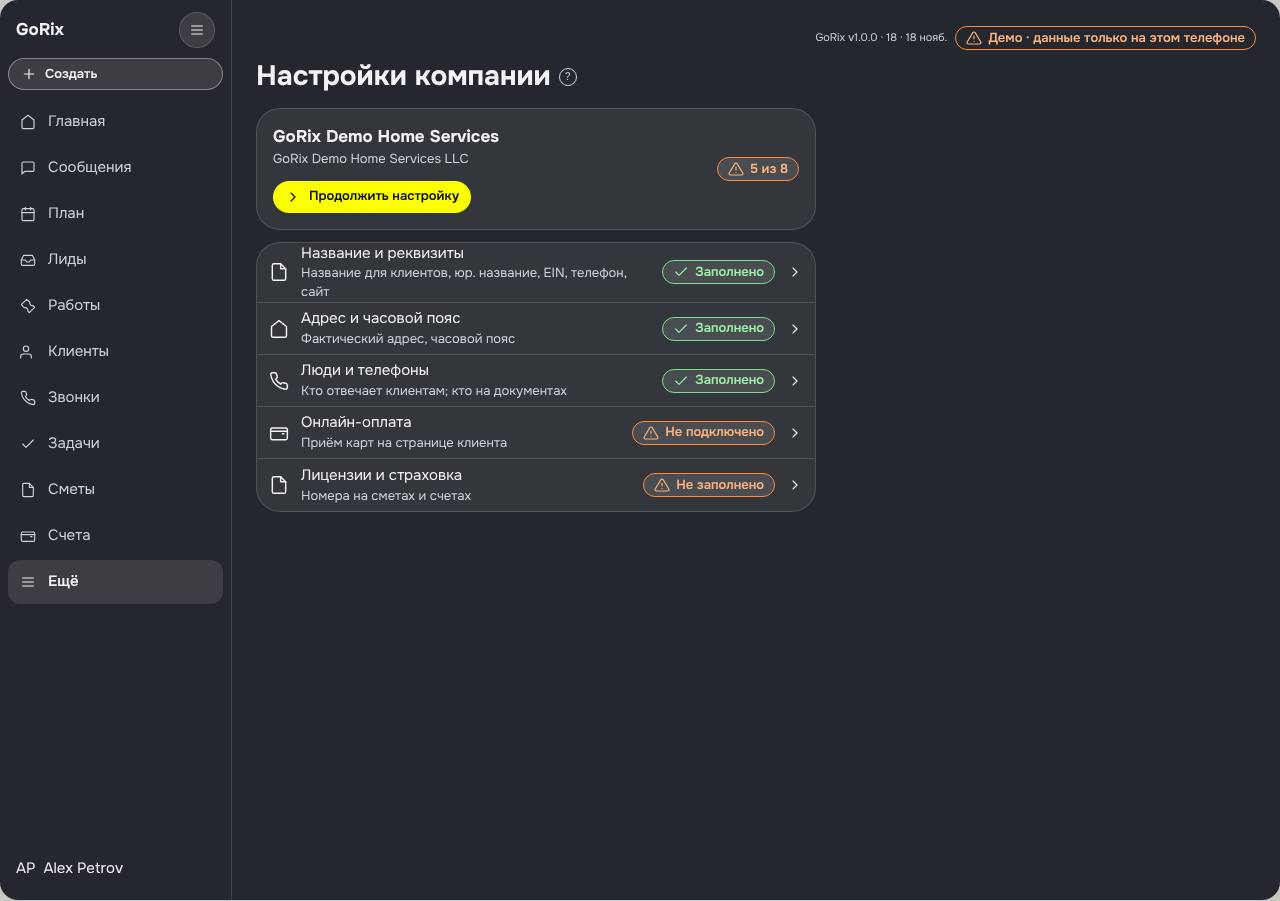 GoRix
Создать
Главная
Сообщения
План
Лиды
Работы
Клиенты
Звонки
Задачи
Сметы
Счета
Ещё
AP Alex Petrov
GoRix v1.0.0 · 18 · 18 нояб.
Демо · данные только на этом телефоне
Настройки компании ?
GoRix Demo Home Services
GoRix Demo Home Services LLC
5 из 8
Продолжить настройку
Название и реквизиты
Название для клиентов, юр. название, EIN, телефон,
сайт
Заполнено
Адрес и часовой пояс
Фактический адрес, часовой пояс
Заполнено
Люди и телефоны
Кто отвечает клиентам; кто на документах
Заполнено
Онлайн-оплата
Приём карт на странице клиента
Не подключено
Лицензии и страховка
Номера на сметах и счетах
Не заполнено